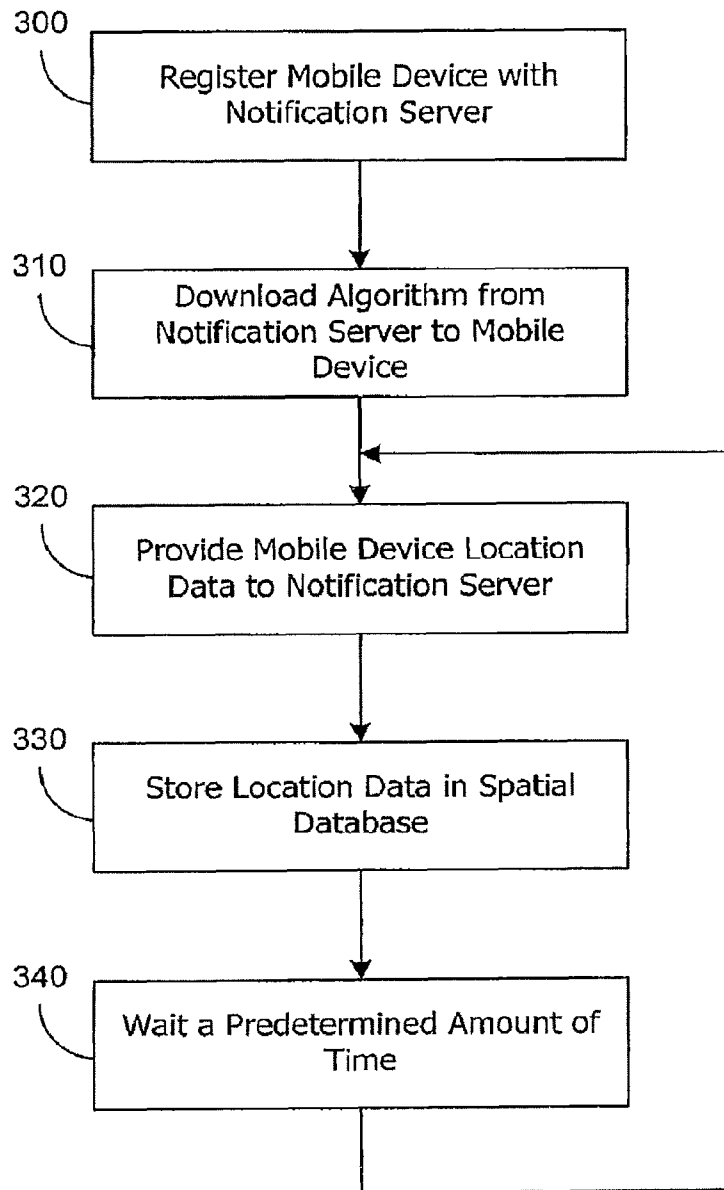 300
Register Mobile Device with
Notification Server
310
Download Algorithm from
Notification Server to Mobile
Device
320
Provide Mobile Device Location
Data to Notification Server
330
Store Location Data in Spatial
Database
340
Wait a Predetermined Amount of
Time